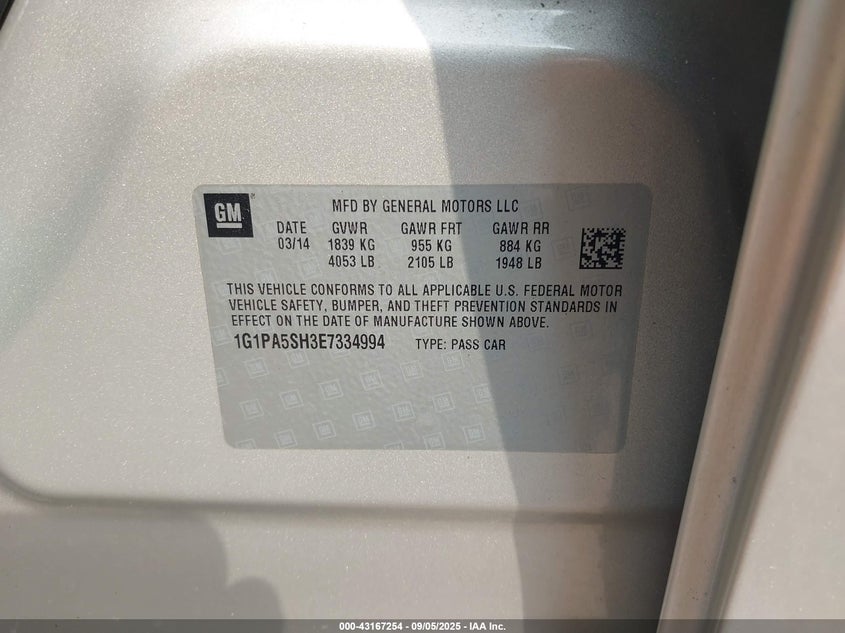 GM
MFD BY GENERAL MOTORS LLC
DATE GVWR GAWR FRT GAWR RR
03/14 1839 KG 955 KG 884 KG
4053 LB 2105 LB 1948 LB
THIS VEHICLE CONFORMS TO ALL APPLICABLE U.S. FEDERAL MOTOR
VEHICLE SAFETY, BUMPER, AND THEFT PREVENTION STANDARDS IN
EFFECT ON THE DATE OF MANUFACTURE SHOWN ABOVE.
1G1PA5SH3E7334994 TYPE: PASS CAR
000-43167254 - 09/05/2025 - IAA Inc.